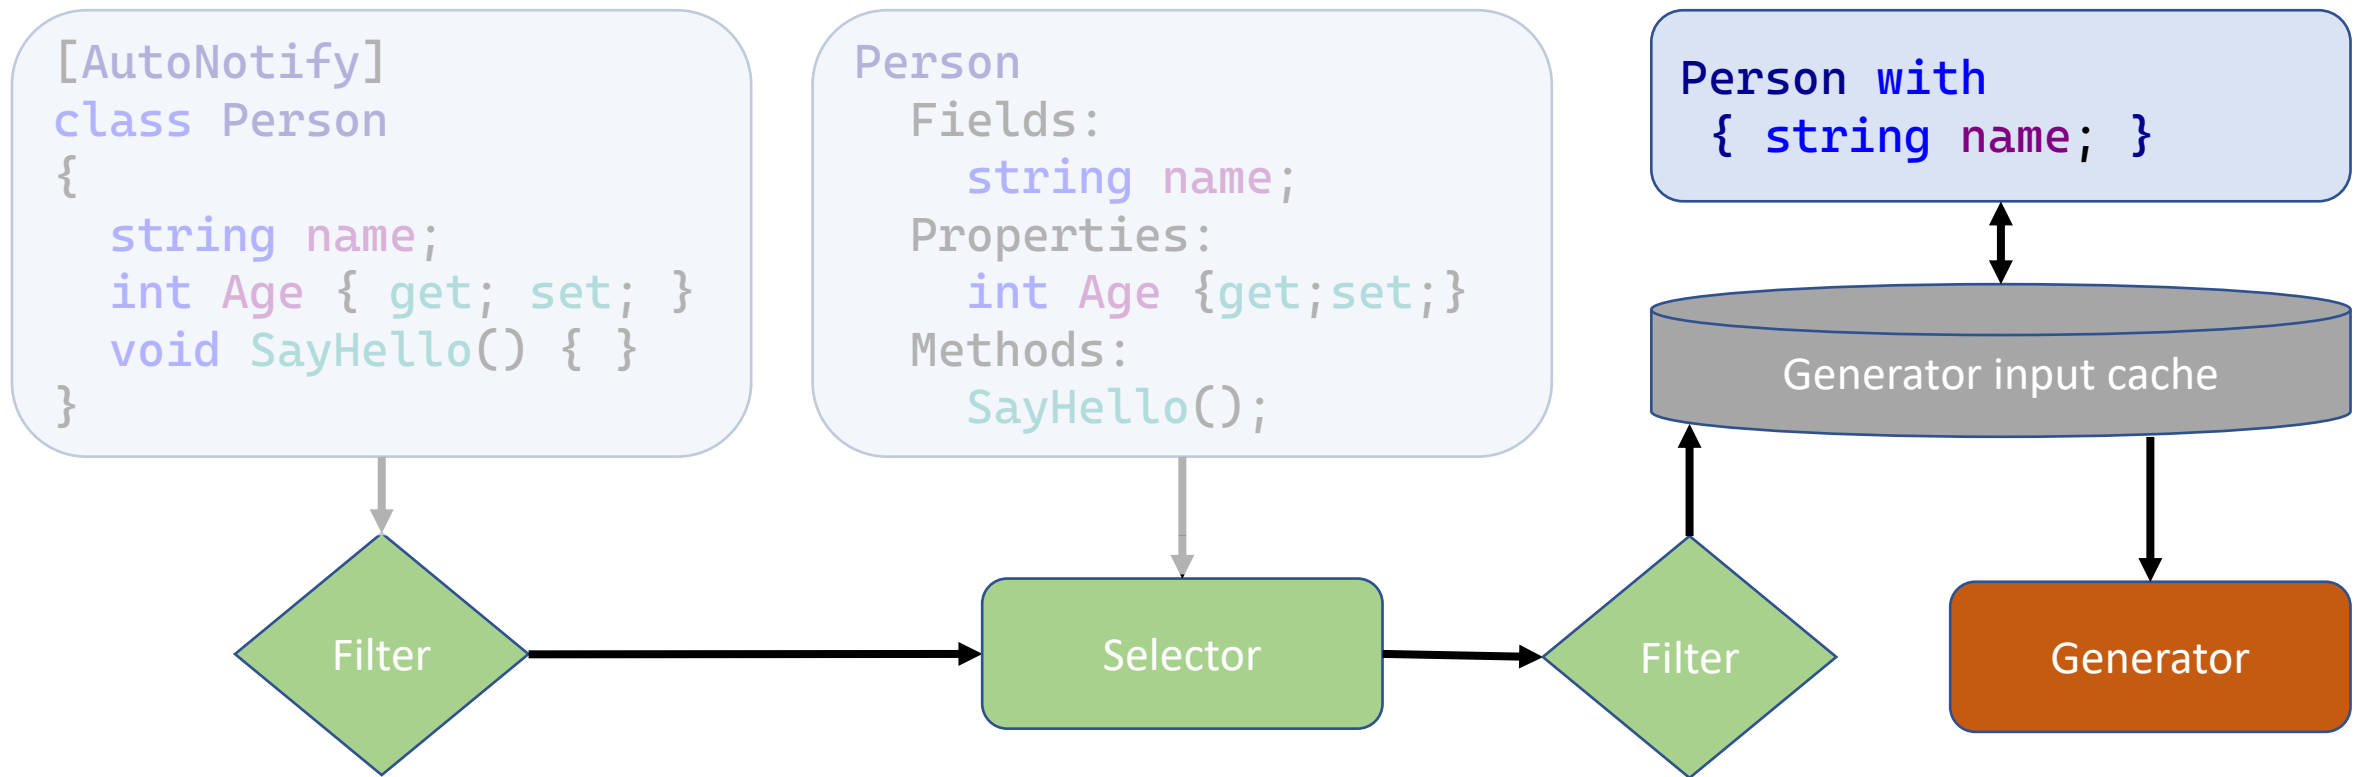 [AutoNotify]
class Person
{
  string name;
  int Age { get; set; }
  void SayHello() { }
}
Person
  Fields:
    string name;
  Properties:
    int Age {get;set;}
  Methods:
    SayHello();
Person with
 { string name; }
Generator input cache
Filter
Selector
Filter
Generator